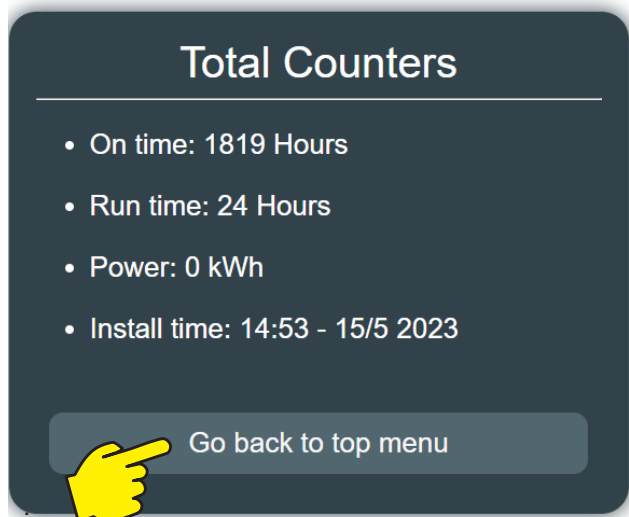 Total Counters
• On time: 1819 Hours
• Run time: 24 Hours
• Power: 0 kWh
• Install time: 14:53 - 15/5 2023
Go back to top menu